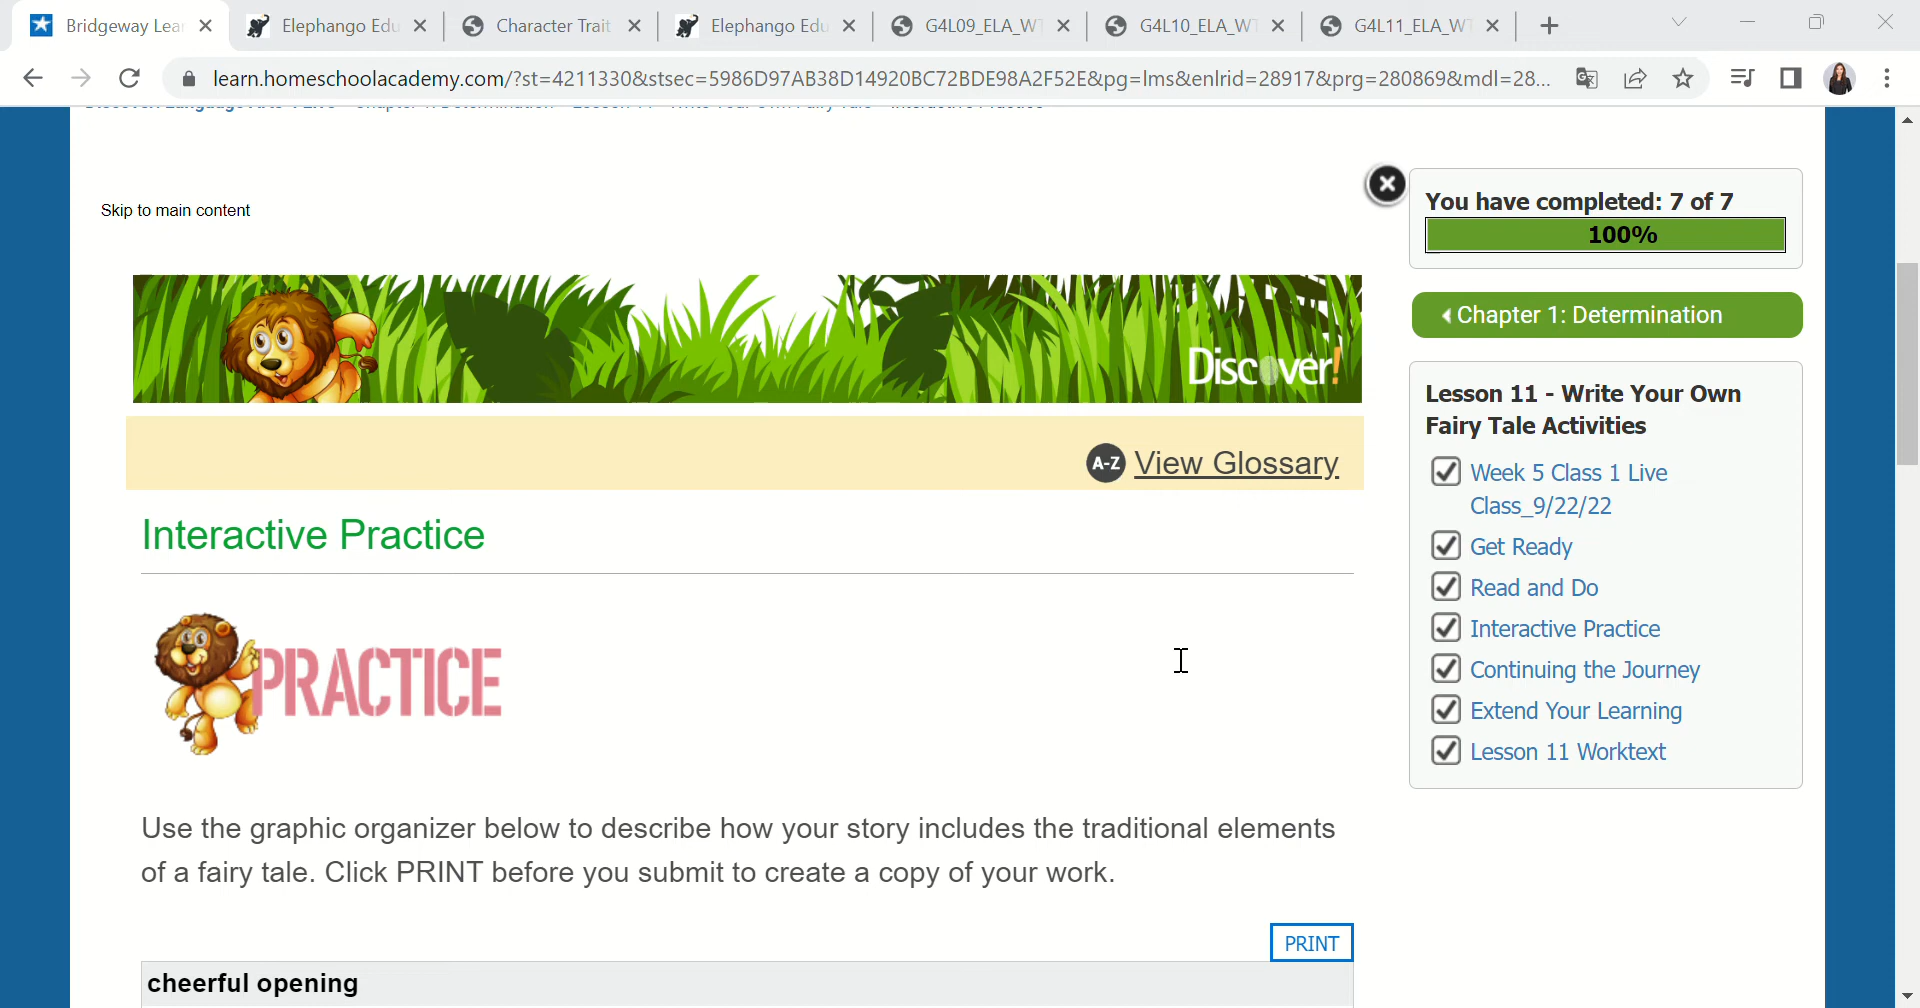 Bridgeway Lear
Elephango Edu
Character Trait
Elephango Edu
G4L09_ELA_WT
G4L10_ELA_WT
G4L11_ELA_WT
learn.homeschoolacademy.com/?st=4211330&stsec=5986D97AB38D14920BC72BDE98A2F52E&pg=lms&enlrid=28917&prg=280869&mdl=28...
Skip to main content
You have completed: 7 of 7
100%
Chapter 1: Determination
Discover!
A-Z View Glossary
Lesson 11 - Write Your Own
Fairy Tale Activities
Week 5 Class 1 Live
Class_9/22/22
Get Ready
Read and Do
Interactive Practice
Continuing the Journey
Extend Your Learning
Lesson 11 Worktext
Interactive Practice
PRACTICE
Use the graphic organizer below to describe how your story includes the traditional elements
of a fairy tale. Click PRINT before you submit to create a copy of your work.
PRINT
cheerful opening